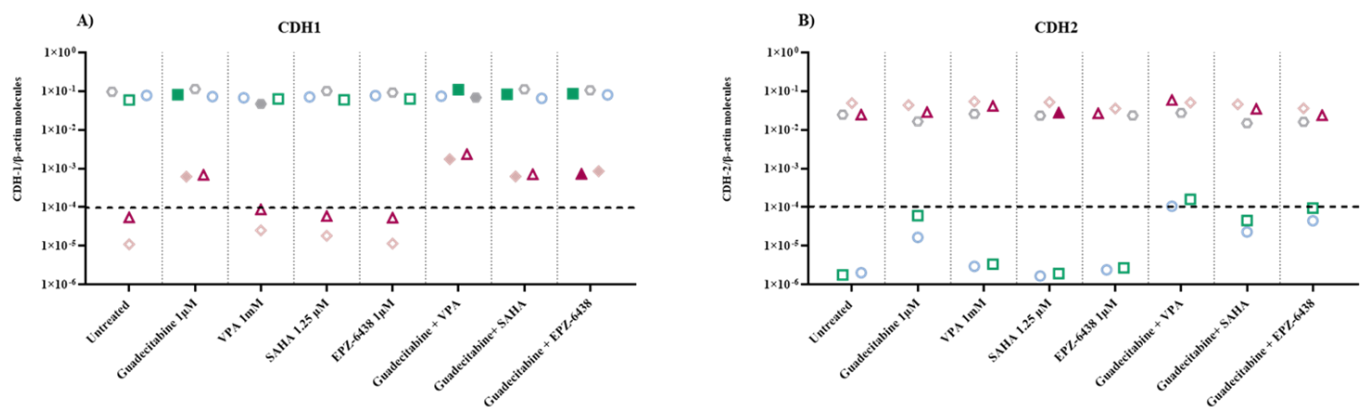 A)
CDH1
CDH-1/β-actin molecules
1×10⁰
1×10⁻¹
1×10⁻²
1×10⁻³
1×10⁻⁴
1×10⁻⁵
1×10⁻⁶
Untreated
Guadecitabine 1µM
VPA 1mM
SAHA 1.25 µM
EPZ-6438 1µM
Guadecitabine + VPA
Guadecitabine+ SAHA
Guadecitabine + EPZ-6438
B)
CDH2
CDH-2/β-actin molecules
1×10⁰
1×10⁻¹
1×10⁻²
1×10⁻³
1×10⁻⁴
1×10⁻⁵
1×10⁻⁶
Untreated
Guadecitabine 1µM
VPA 1mM
SAHA 1.25 µM
EPZ-6438 1µM
Guadecitabine + VPA
Guadecitabine+ SAHA
Guadecitabine + EPZ-6438